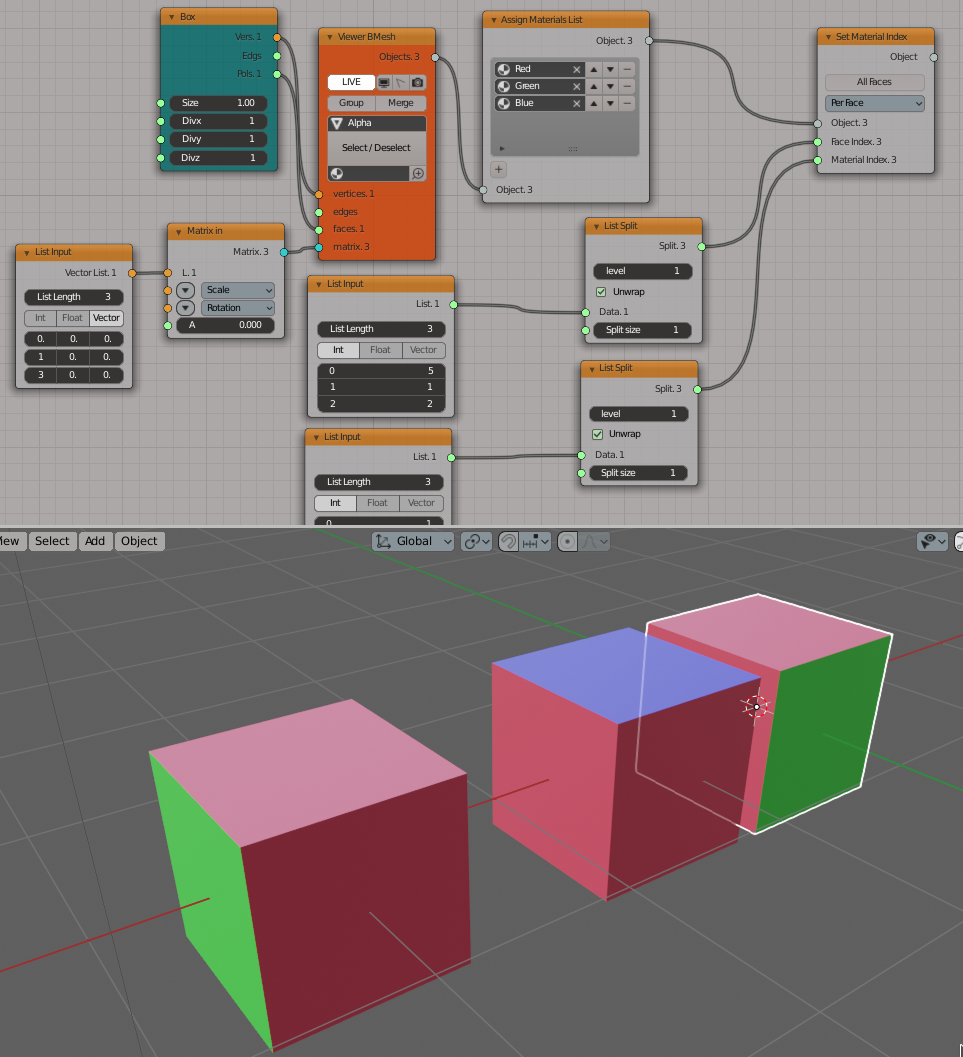 Box
Vers. 1
Edgs
Pols. 1
Size 1.00
Divx 1
Divy 1
Divz 1
Viewer BMesh
Objects. 3
LIVE
Group Merge
Alpha
Select / Deselect
vertices. 1
edges
faces. 1
matrix. 3
Assign Materials List
Object. 3
Red
Green
Blue
Object. 3
Set Material Index
Object
All Faces
Per Face
Object. 3
Face Index. 3
Material Index. 3
List Input
Vector List. 1
List Length 3
Int Float Vector
0. 0. 0.
1 0. 0.
3 0. 0.
Matrix in
Matrix. 3
L. 1
Scale
Rotation
A 0.000
List Input
List. 1
List Length 3
Int Float Vector
0 5
1 1
2 2
List Split
Split. 3
level 1
Unwrap
Data. 1
Split size 1
List Split
Split. 3
level 1
Unwrap
Data. 1
Split size 1
List Input
List. 1
List Length 3
Int Float Vector
0 1
Select Add Object
Global